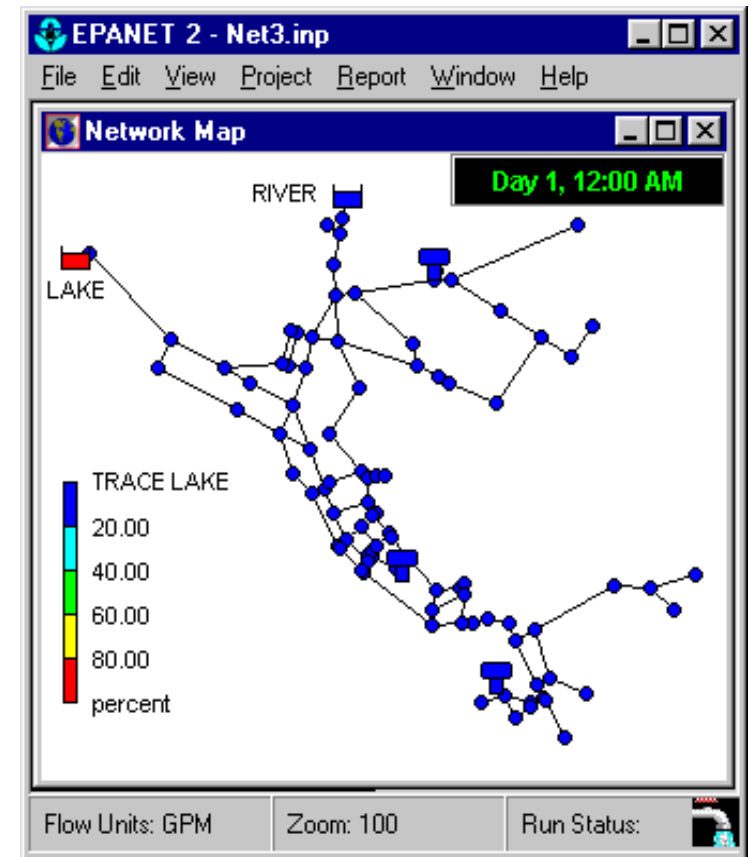 EPANET 2 - Net3.inp
File Edit View Project Report Window Help
Network Map
Day 1, 12:00 AM
RIVER
LAKE
TRACE LAKE
20.00
40.00
60.00
80.00
percent
Flow Units: GPM Zoom: 100 Run Status: